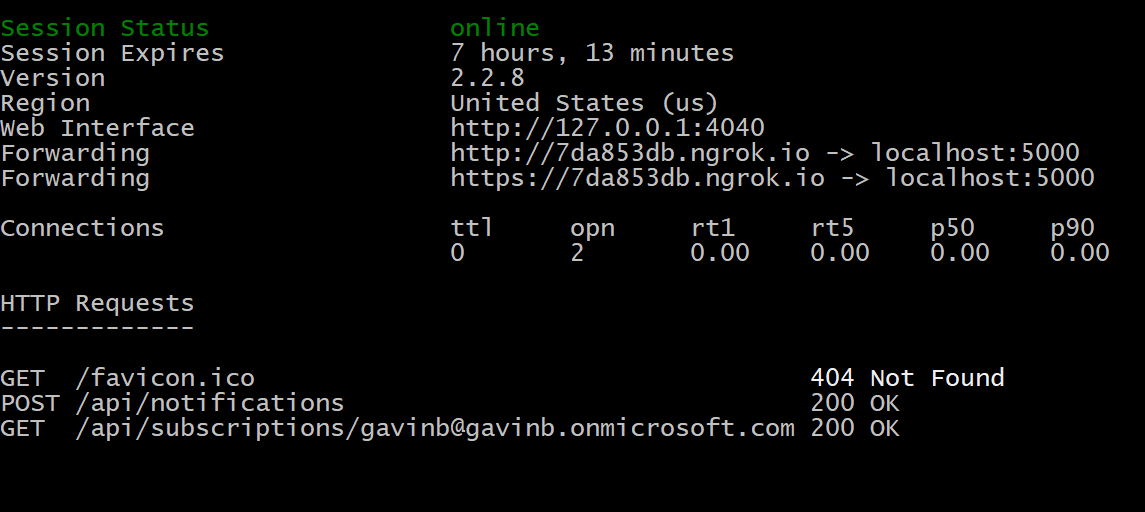 Session Status online
Session Expires 7 hours, 13 minutes
Version 2.2.8
Region United States (us)
Web Interface http://127.0.0.1:4040
Forwarding http://7da853db.ngrok.io -> localhost:5000
Forwarding https://7da853db.ngrok.io -> localhost:5000
Connections ttl opn rt1 rt5 p50 p90
0 2 0.00 0.00 0.00 0.00
HTTP Requests
-------------
GET /favicon.ico 404 Not Found
POST /api/notifications 200 OK
GET /api/subscriptions/gavinb@gavinb.onmicrosoft.com 200 OK